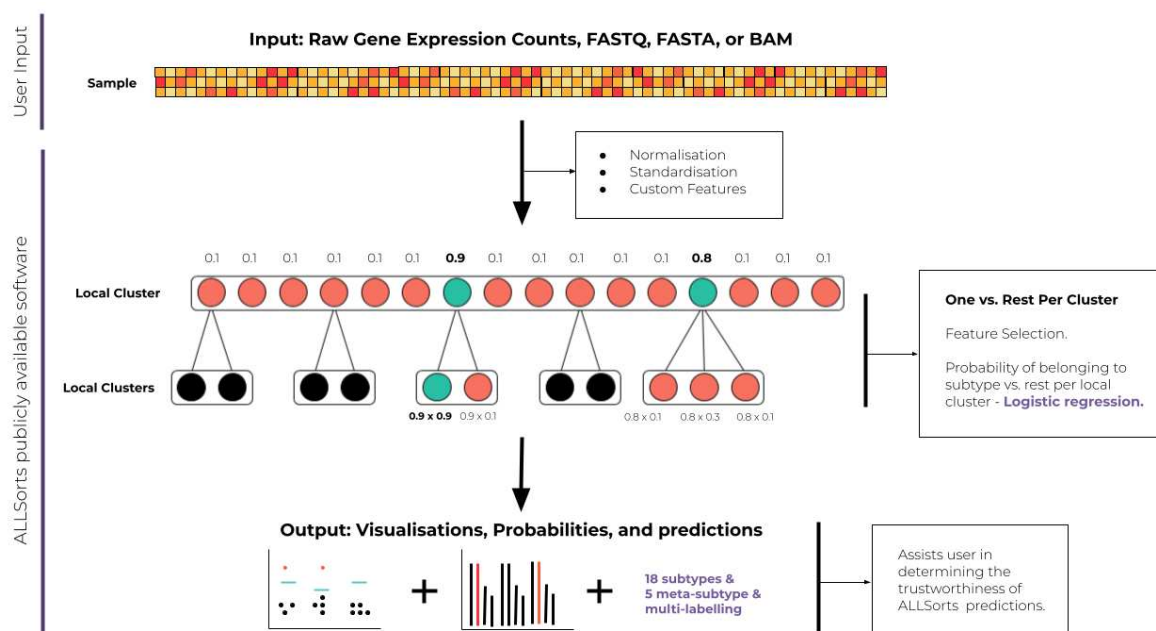 User Input
Input: Raw Gene Expression Counts, FASTQ, FASTA, or BAM
Sample
ALLSorts publicly available software
● Normalisation
● Standardisation
● Custom Features
0.1 0.1 0.1 0.1 0.1 0.1 0.9 0.1 0.1 0.1 0.1 0.1 0.8 0.1 0.1 0.1
Local Cluster
Local Clusters
0.9 x 0.9 0.9 x 0.1 0.8 x 0.1 0.8 x 0.3 0.8 x 0.1
One vs. Rest Per Cluster
Feature Selection.
Probability of belonging to
subtype vs. rest per local
cluster - Logistic regression.
Output: Visualisations, Probabilities, and predictions
+ +
18 subtypes &
5 meta-subtype &
multi-labelling
Assists user in
determining the
trustworthiness of
ALLSorts predictions.